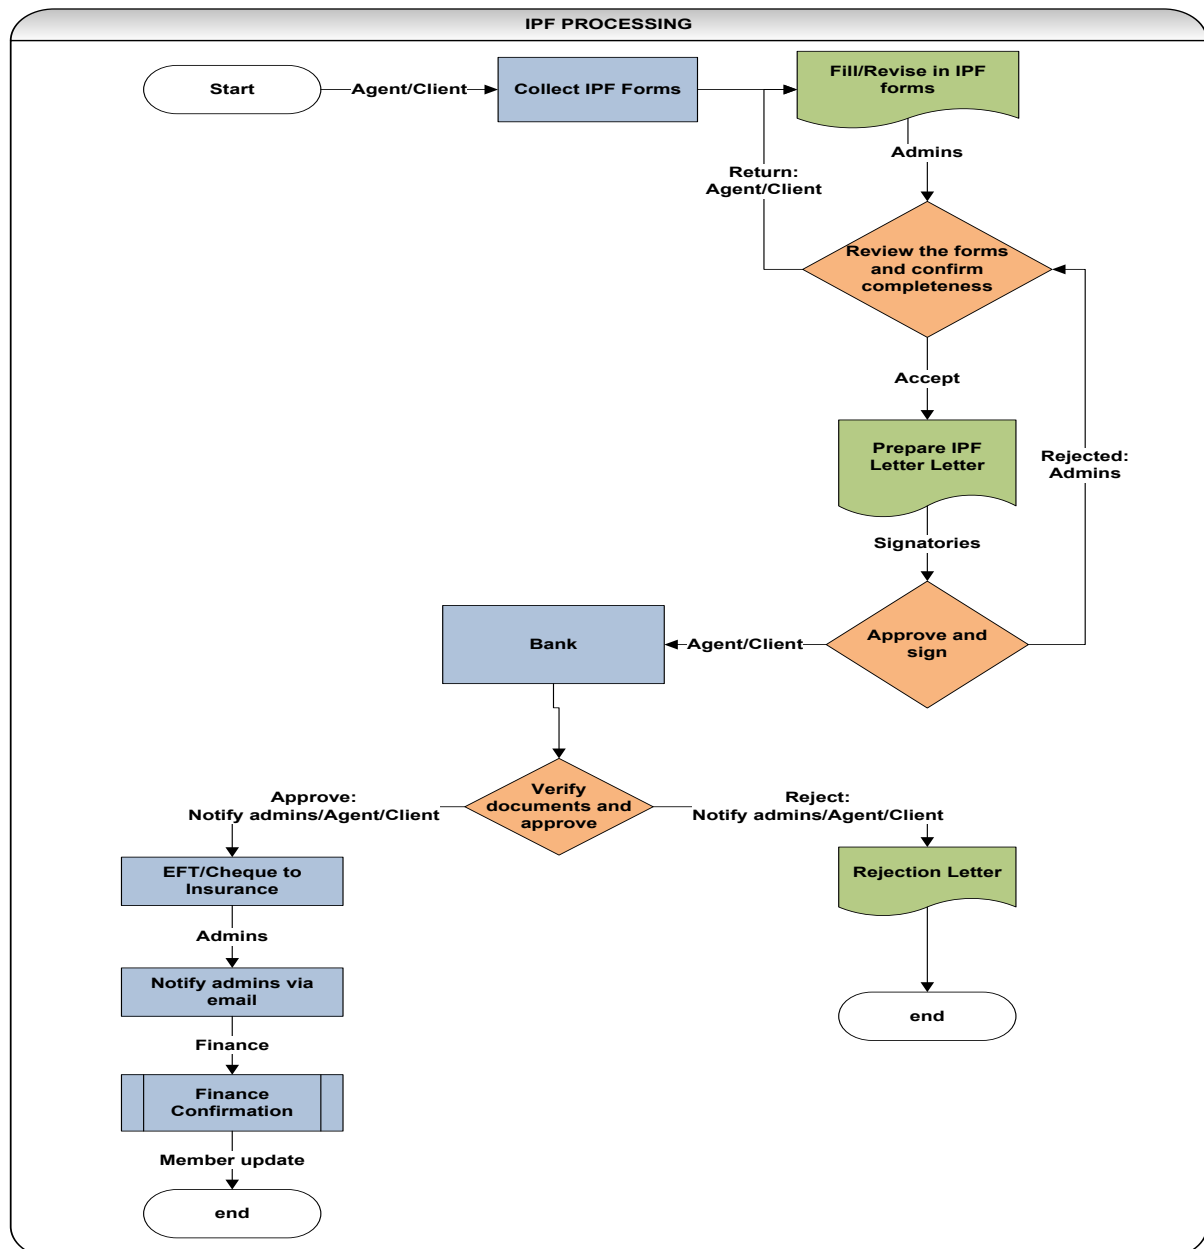 IPF PROCESSING
Start
Agent/Client
Collect IPF Forms
Fill/Revise in IPF
forms
Admins
Return:
Agent/Client
Review the forms
and confirm
completeness
Accept
Prepare IPF
Letter Letter
Rejected:
Admins
Signatories
Approve and
sign
Agent/Client
Bank
Verify
documents and
approve
Approve:
Notify admins/Agent/Client
Reject:
Notify admins/Agent/Client
EFT/Cheque to
Insurance
Rejection Letter
Admins
Notify admins via
email
end
Finance
Finance
Confirmation
Member update
end